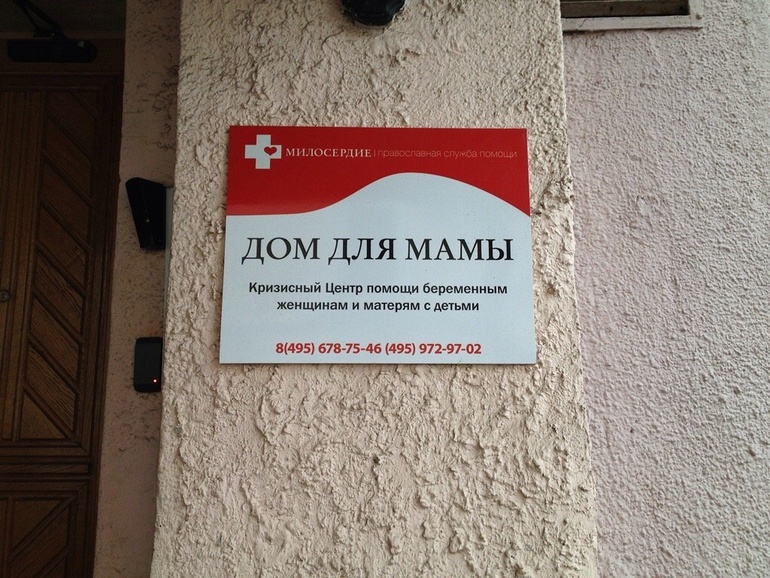 МИЛОСЕРДИЕ | православная служба помощи
ДОМ ДЛЯ МАМЫ
Кризисный Центр помощи беременным
женщинам и матерям с детьми
8(495) 678-75-46 (495) 972-97-02